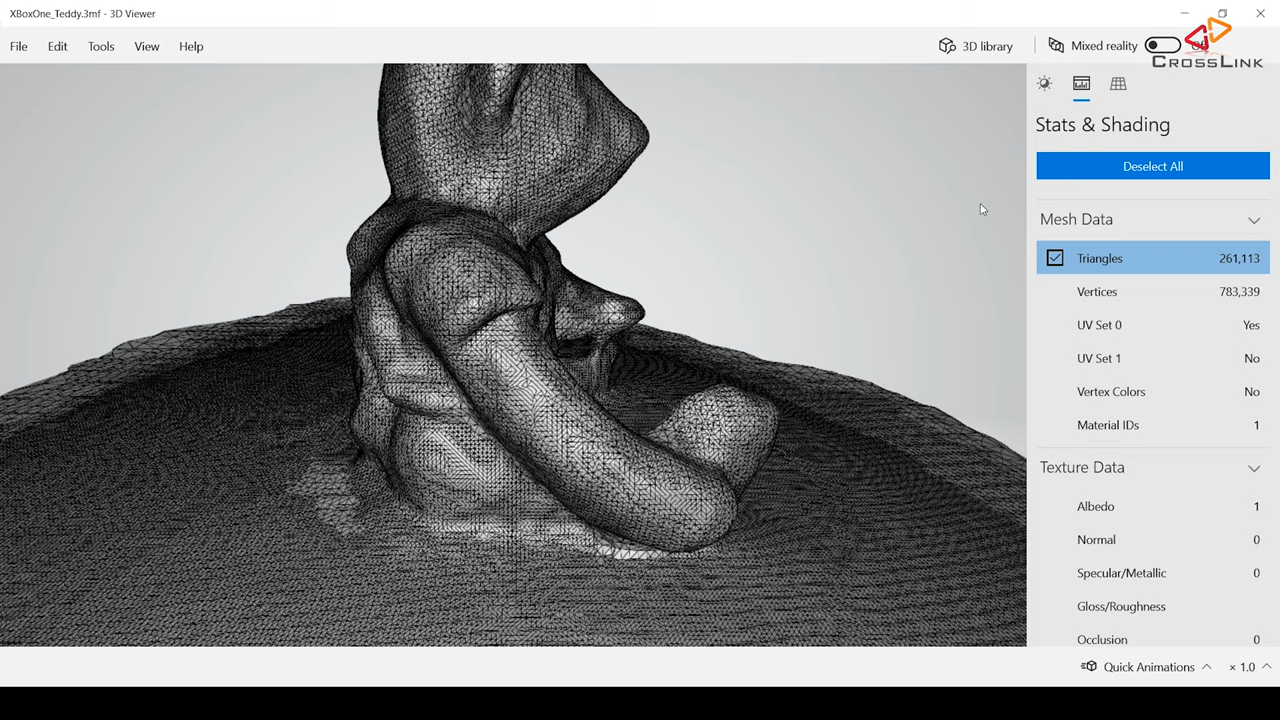 XBoxOne_Teddy.3mf - 3D Viewer
File Edit Tools View Help
3D library
Mixed reality
CROSSLINK
Stats & Shading
Deselect All
Mesh Data
Triangles 261,113
Vertices 783,339
UV Set 0 Yes
UV Set 1 No
Vertex Colors No
Material IDs 1
Texture Data
Albedo 1
Normal 0
Specular/Metallic 0
Gloss/Roughness
Occlusion 0
Quick Animations × 1.0